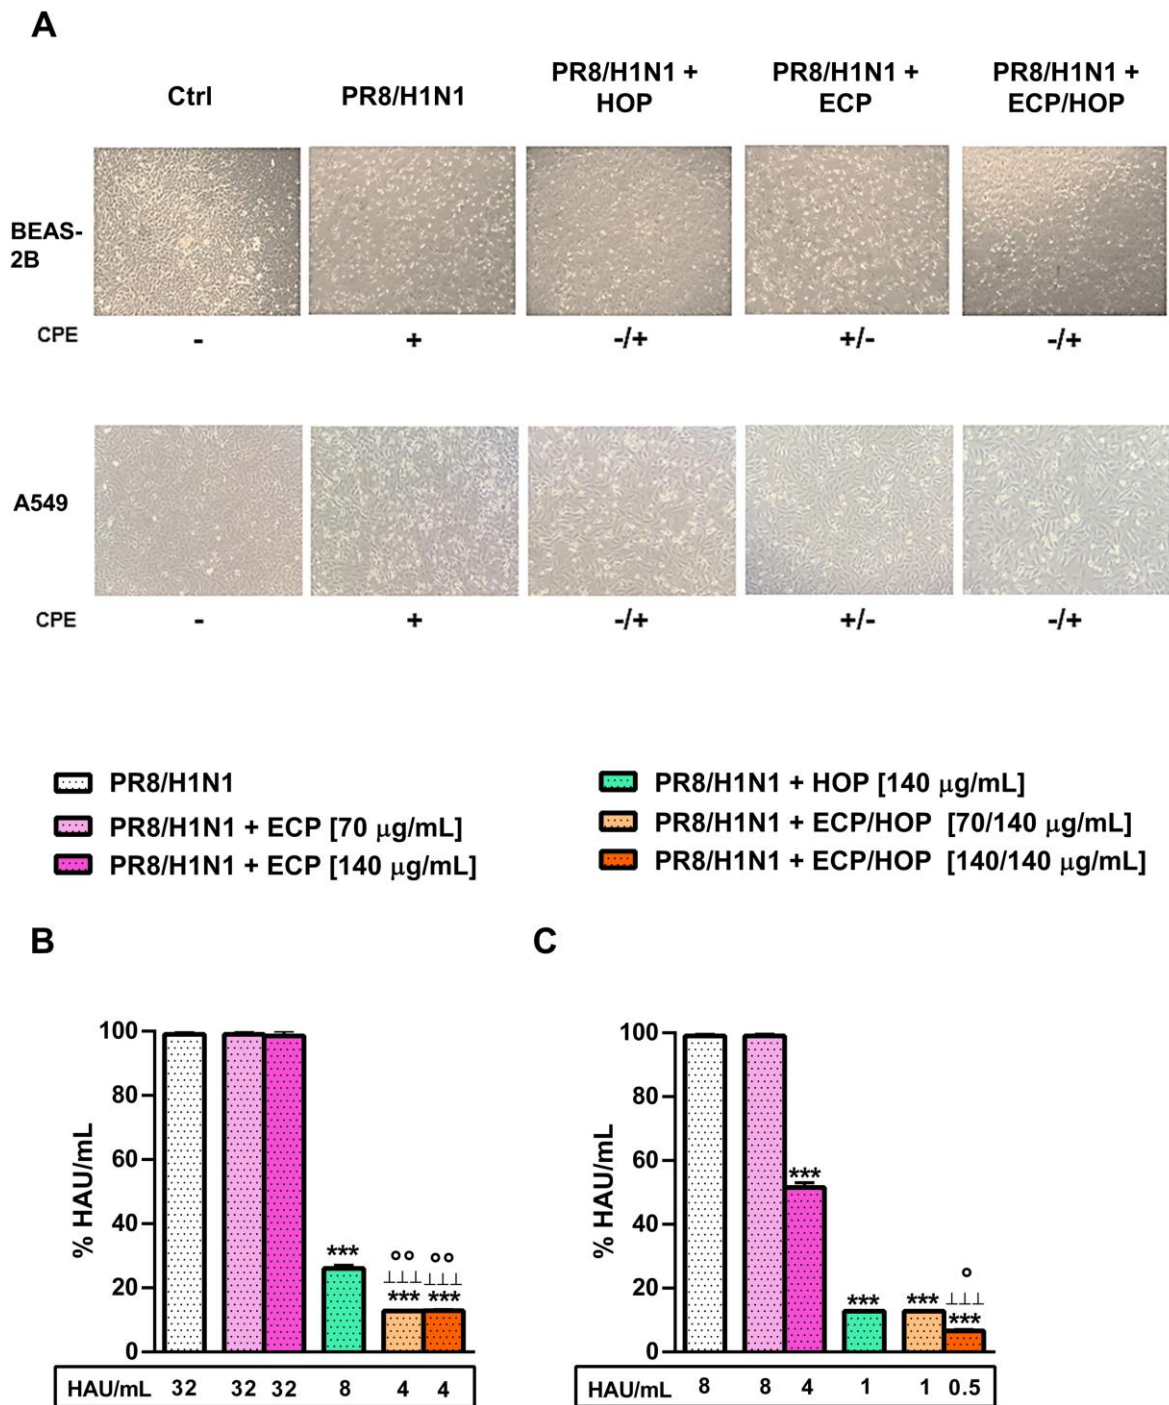 A
Ctrl
PR8/H1N1
PR8/H1N1 +
HOP
PR8/H1N1 +
ECP
PR8/H1N1 +
ECP/HOP
BEAS-
2B
CPE
- + -/+ +/- -/+
A549
CPE
- + -/+ +/- -/+
PR8/H1N1
PR8/H1N1 + ECP [70 μg/mL]
PR8/H1N1 + ECP [140 μg/mL]
PR8/H1N1 + HOP [140 μg/mL]
PR8/H1N1 + ECP/HOP [70/140 μg/mL]
PR8/H1N1 + ECP/HOP [140/140 μg/mL]
B
% HAU/mL
100
80
60
40
20
0
***
°° °°
⊥⊥⊥ ⊥⊥⊥
*** ***
HAU/mL 32 32 32 8 4 4
C
% HAU/mL
100
80
60
40
20
0
***
***
***
°
⊥⊥⊥
***
HAU/mL 8 8 4 1 1 0.5